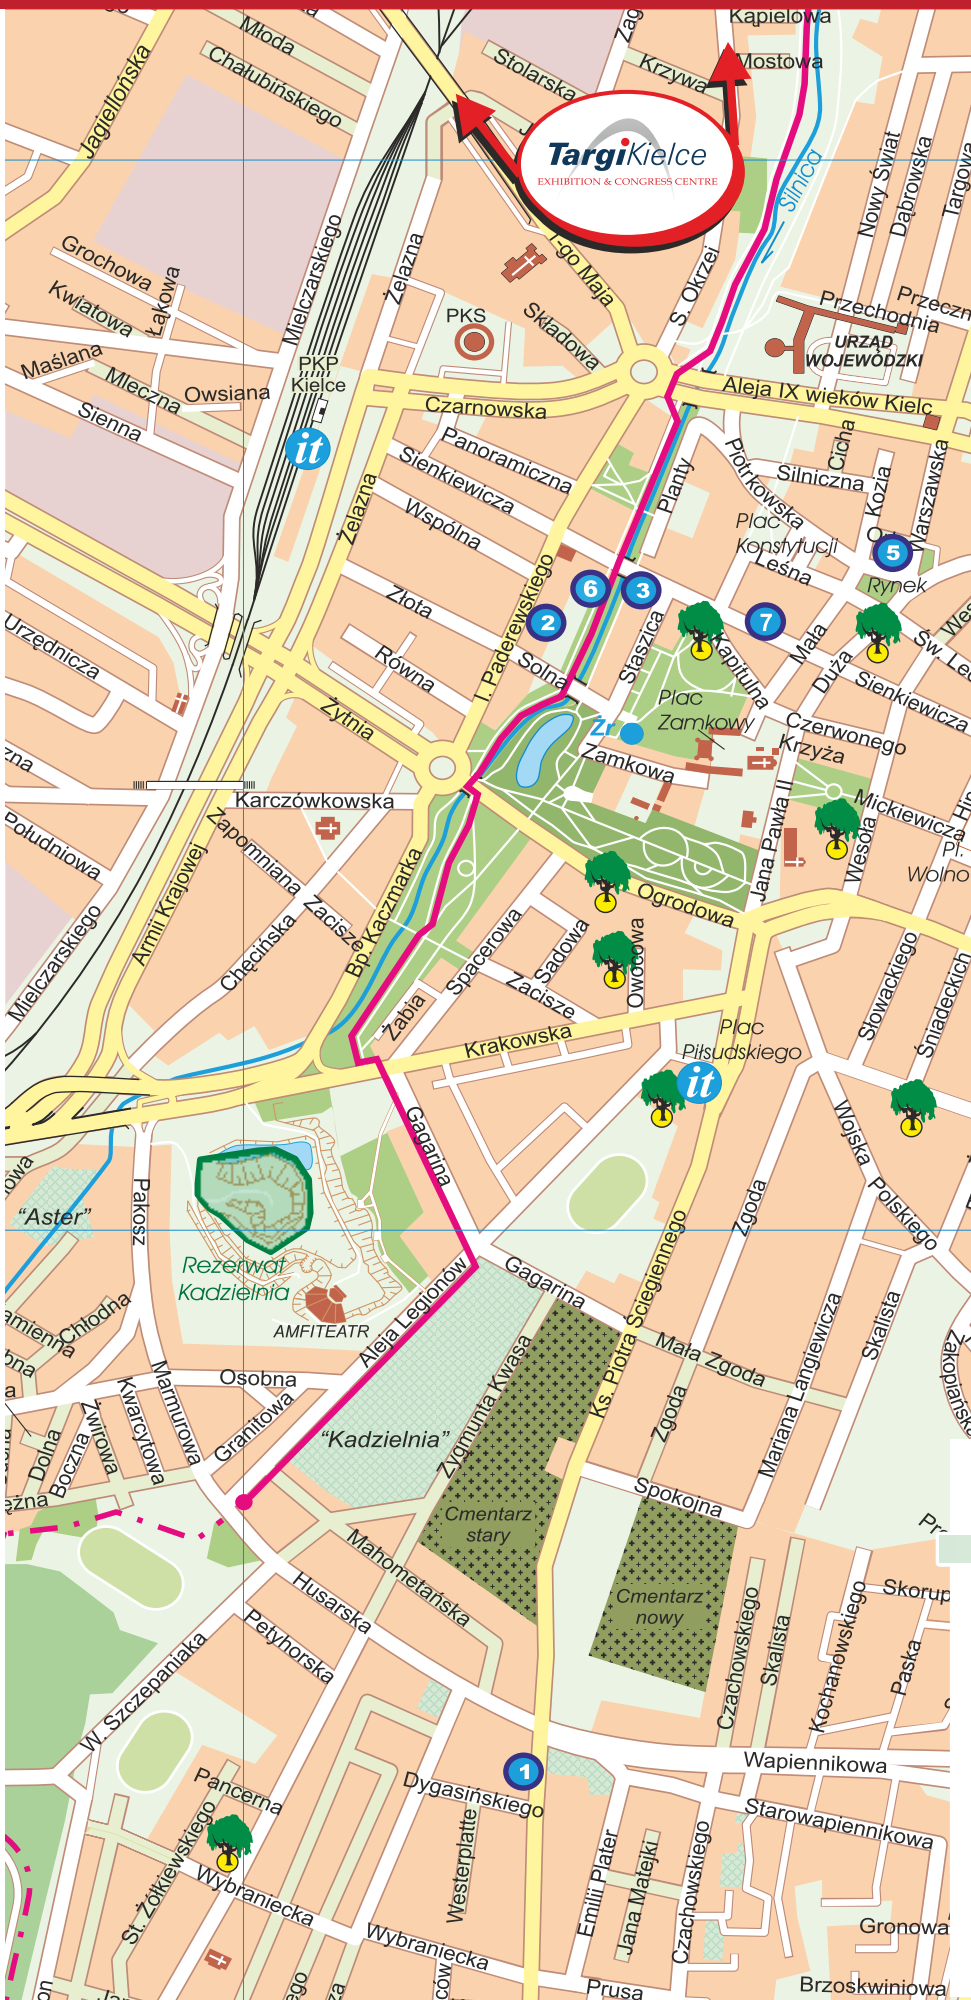 Kąpielowa
Młoda
Mostowa
Stolarska
Krzywa
Chałubińskiego
Jagiellońska
TargiKielce
EXHIBITION & CONGRESS CENTRE
Silnica
Nowy Świat
Dąbrowska
Targowa
Grochowa
Kwiatowa
Łąkowa
Mielczarskiego
Żelazna
1-go Maja
S. Okrzei
Składowa
PKS
Przechodnia
URZĄD
WOJEWÓDZKI
Maślana
Mleczna
Owsiana
Sienna
PKP
Kielce
it
Czarnowska
Aleja IX wieków Kielc
Panoramiczna
Sienkiewicza
Wspólna
Żelazna
Planty
Piotrkowska
Silniczna
Cicha
Kozia
Warszawska
Plac
Konstytucji
Leśna
5
Rynek
Złota
I. Paderewskiego
6
3
2
7
Solna
Staszica
Kapitulna
Mała
Duża
Sienkiewicza
Urzędnicza
Równa
Żytnia
Plac
Zamkowy
Źr
Zamkowa
Czerwonego
Krzyża
Mickiewicza
Pl.
Karczówkowska
Południowa
Zapomniana
Zacisze
Armii Krajowej
Bp. Kaczmarka
Jana Pawła II
Wesoła
Ogrodowa
Mielczarskiego
Chęcińska
Spacerowa
Sadowa
Owocowa
Zacisze
Żabia
Słowackiego
Śniadeckich
Krakowska
Plac
Piłsudskiego
it
Gagarina
Wojska
Polskiego
Pakosz
"Aster"
Rezerwat
Kadzielnia
AMFITEATR
Aleja Legionów
Gagarina
Ks. Piotra Ściegiennego
Zgoda
Mała Zgoda
Mariana Langiewicza
Skalista
Zakopiańska
Chłodna
Osobna
Granitowa
Marmurowa
Kwarcytowa
Żwirowa
Boczna
Dolna
"Kadzielnia"
Zygmunta Kwasa
Zgoda
Spokojna
Cmentarz
stary
Cmentarz
nowy
Mahometańska
Husarska
Petyhorska
W. Szczepaniaka
Czachowskiego
Skalista
Kochanowskiego
Skorup
Paska
Wapiennikowa
1
Dygasińskiego
Starowapiennikowa
Pancerna
St. Żółkiewskiego
Wybraniecka
Westerplatte
Emilii Plater
Jana Matejki
Czachowskiego
Gronowa
Wybraniecka
Prusa
Brzoskwiniowa